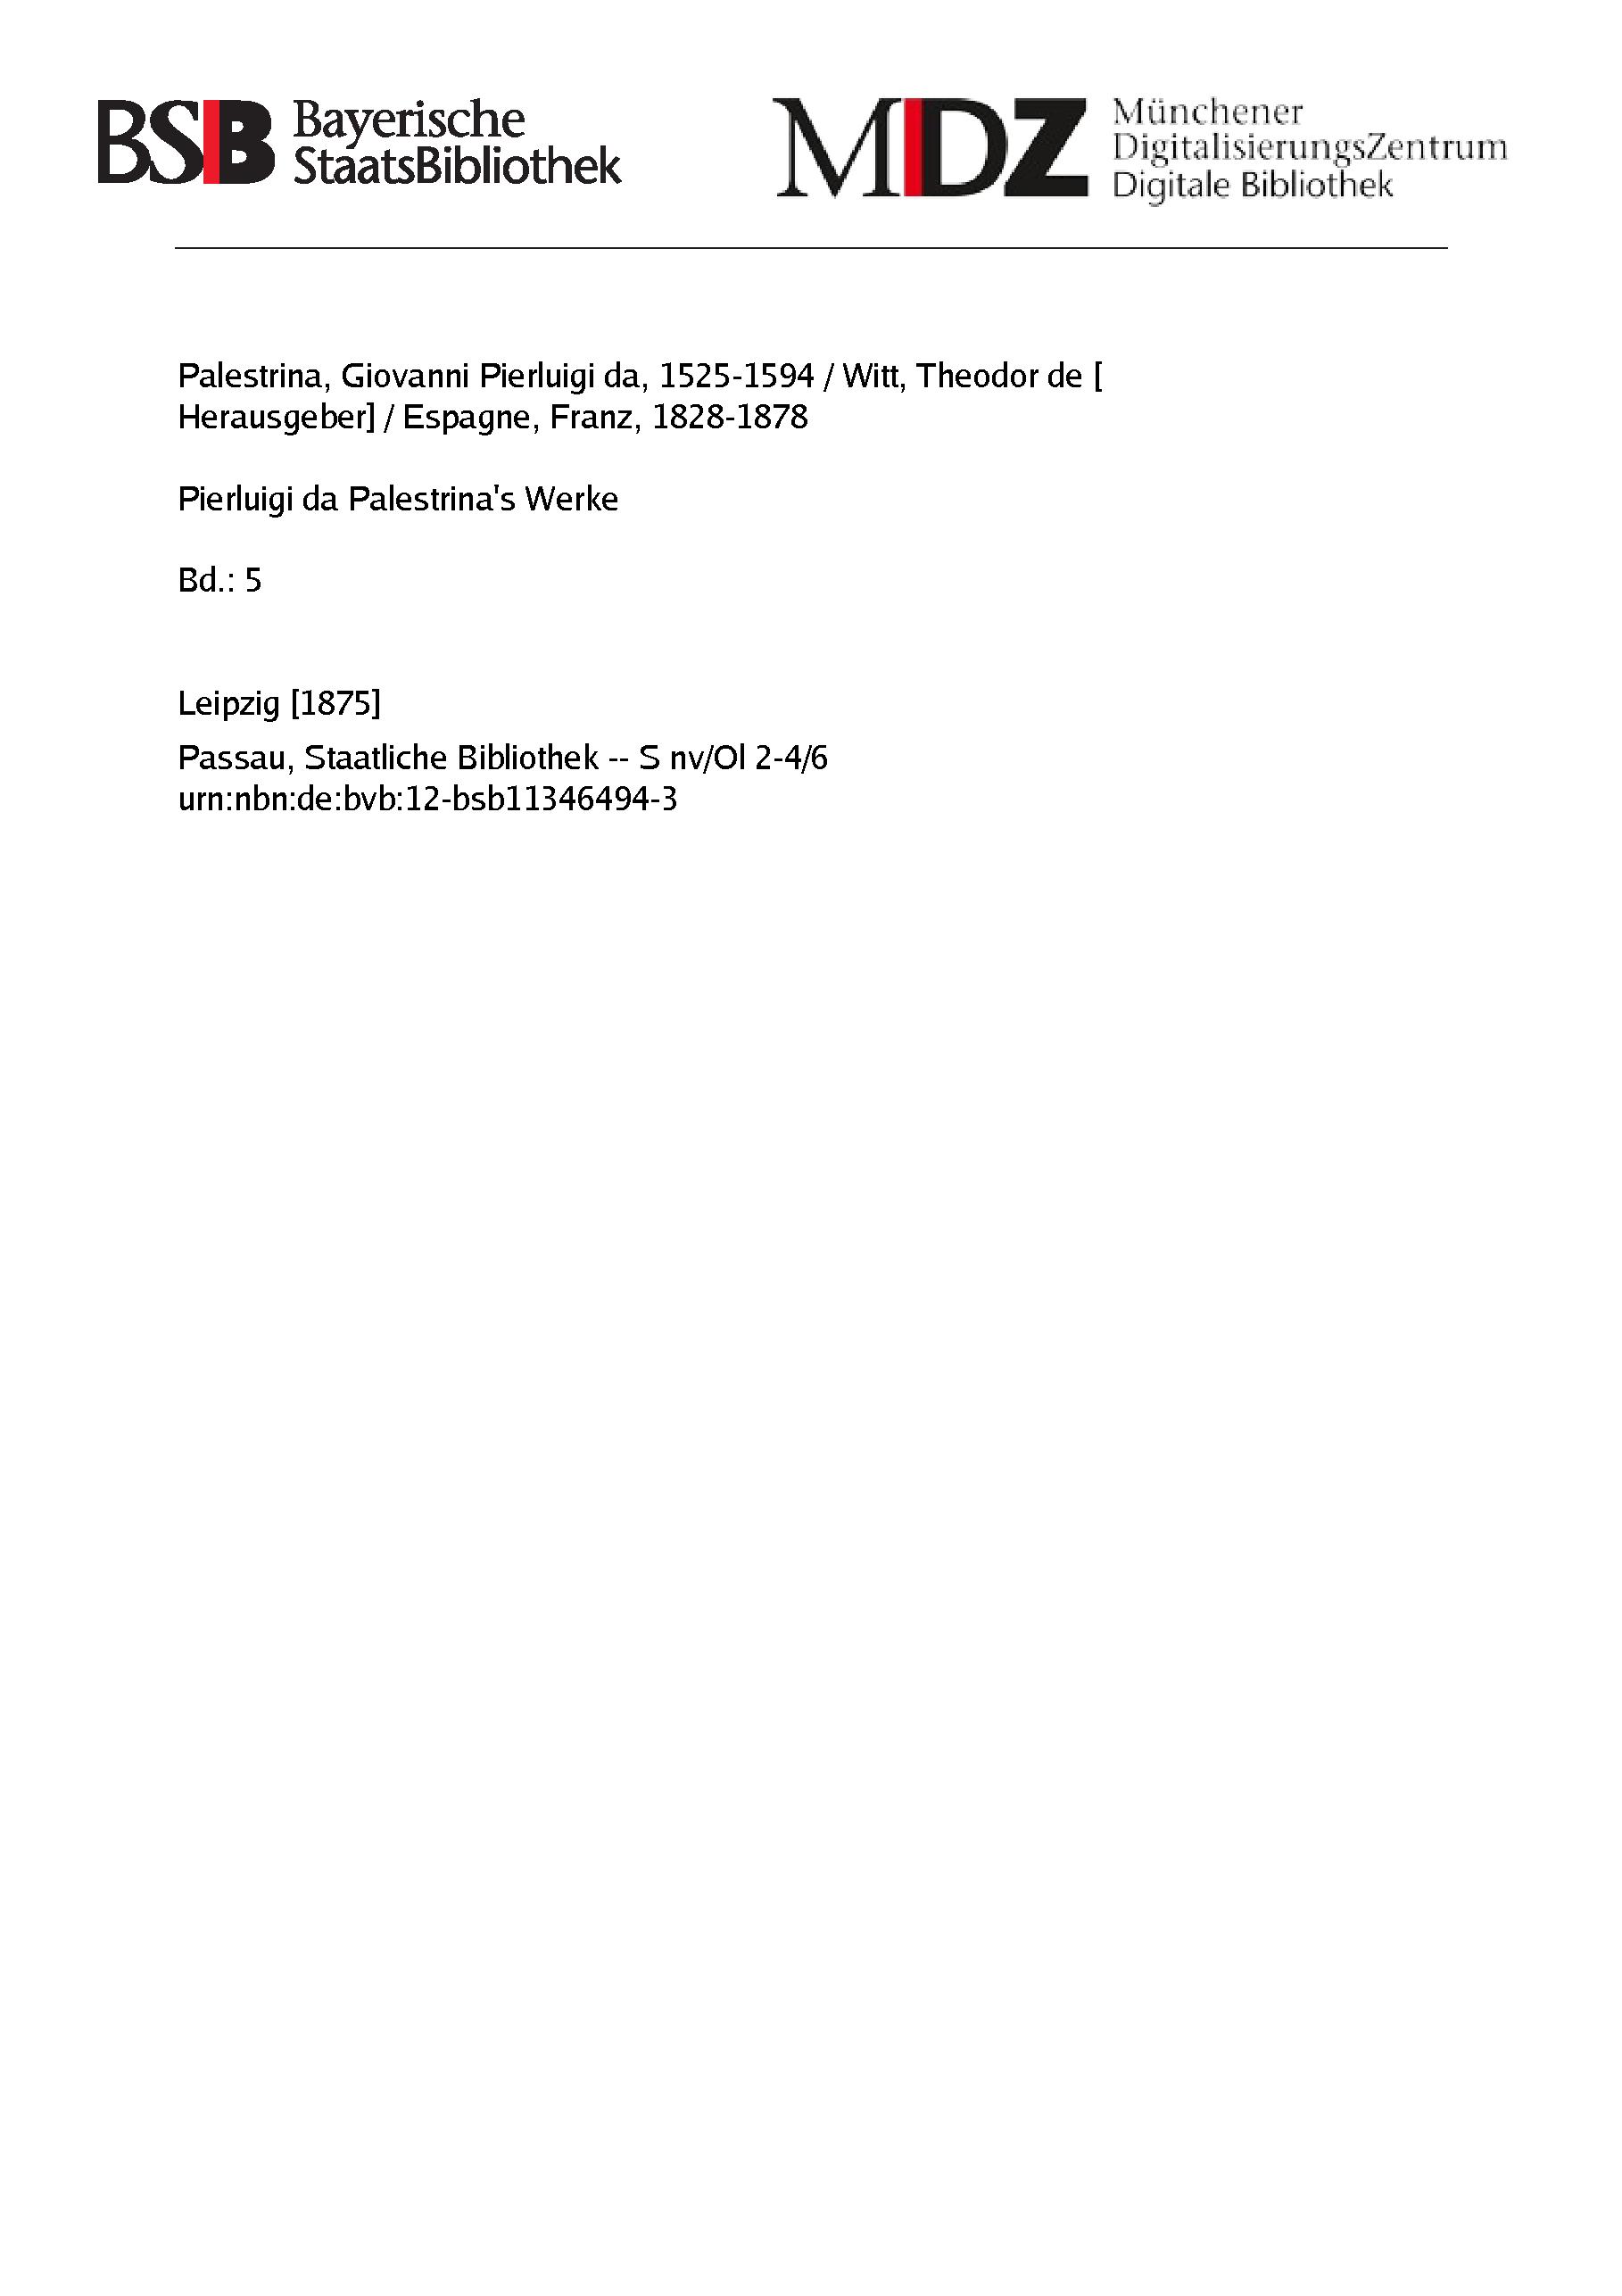 BSB Bayerische
StaatsBibliothek
MDZ Münchener
DigitalisierungsZentrum
Digitale Bibliothek
Palestrina, Giovanni Pierluigi da, 1525-1594 / Witt, Theodor de [
Herausgeber] / Espagne, Franz, 1828-1878
Pierluigi da Palestrina's Werke
Bd.: 5
Leipzig [1875]
Passau, Staatliche Bibliothek -- S nv/Ol 2-4/6
urn:nbn:de:bvb:12-bsb11346494-3